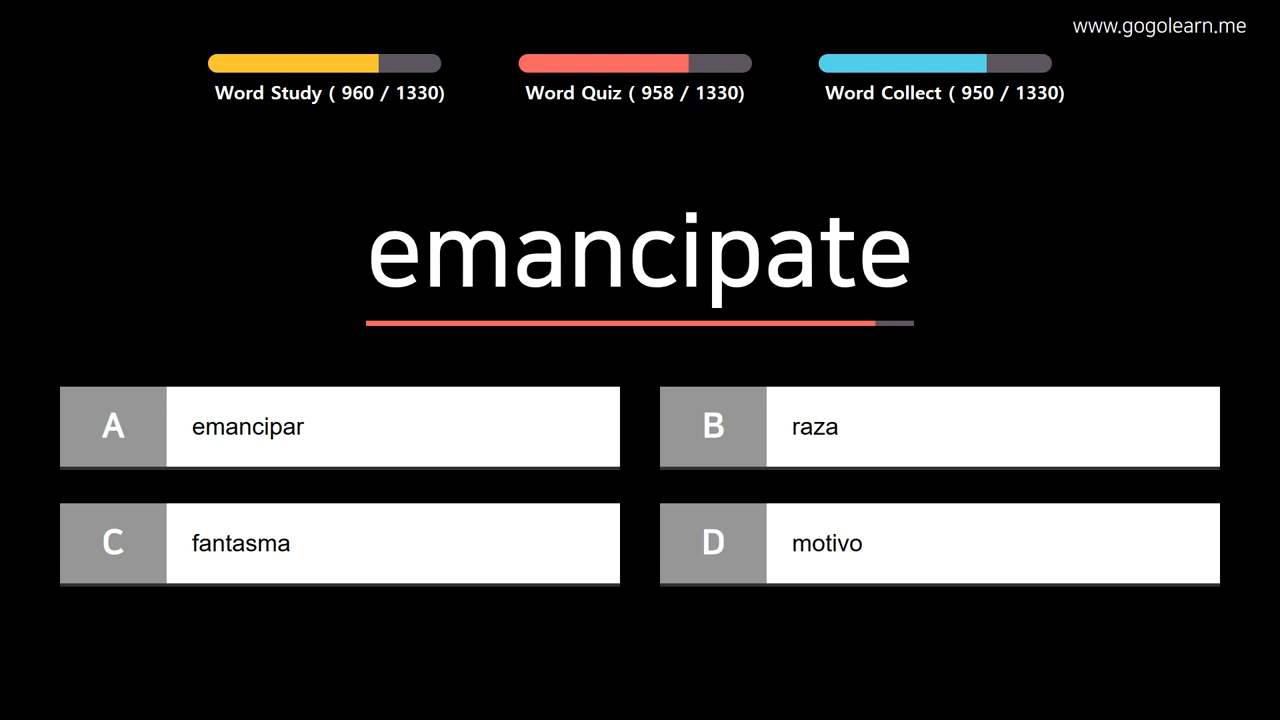 www.gogolearn.me
Word Study ( 960 / 1330)
Word Quiz ( 958 / 1330)
Word Collect ( 950 / 1330)
emancipate
A emancipar
B raza
C fantasma
D motivo